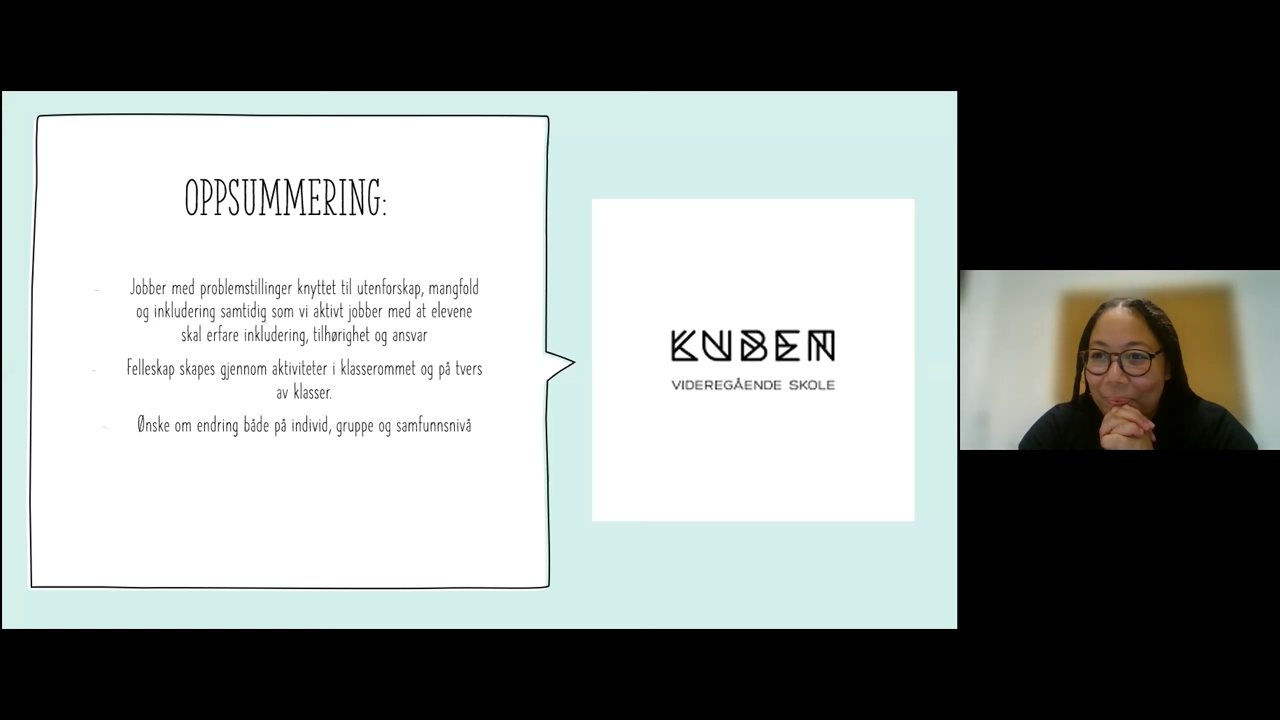 OPPSUMMERING:
- Jobber med problemstillinger knyttet til utenforskap, mangfold
og inkludering samtidig som vi aktivt jobber med at elevene
skal erfare inkludering, tilhørighet og ansvar
- Felleskap skapes gjennom aktiviteter i klasserommet og på tvers
av klasser.
- Ønske om endring både på individ, gruppe og samfunnsnivå
KUBEN
VIDEREGÅENDE SKOLE